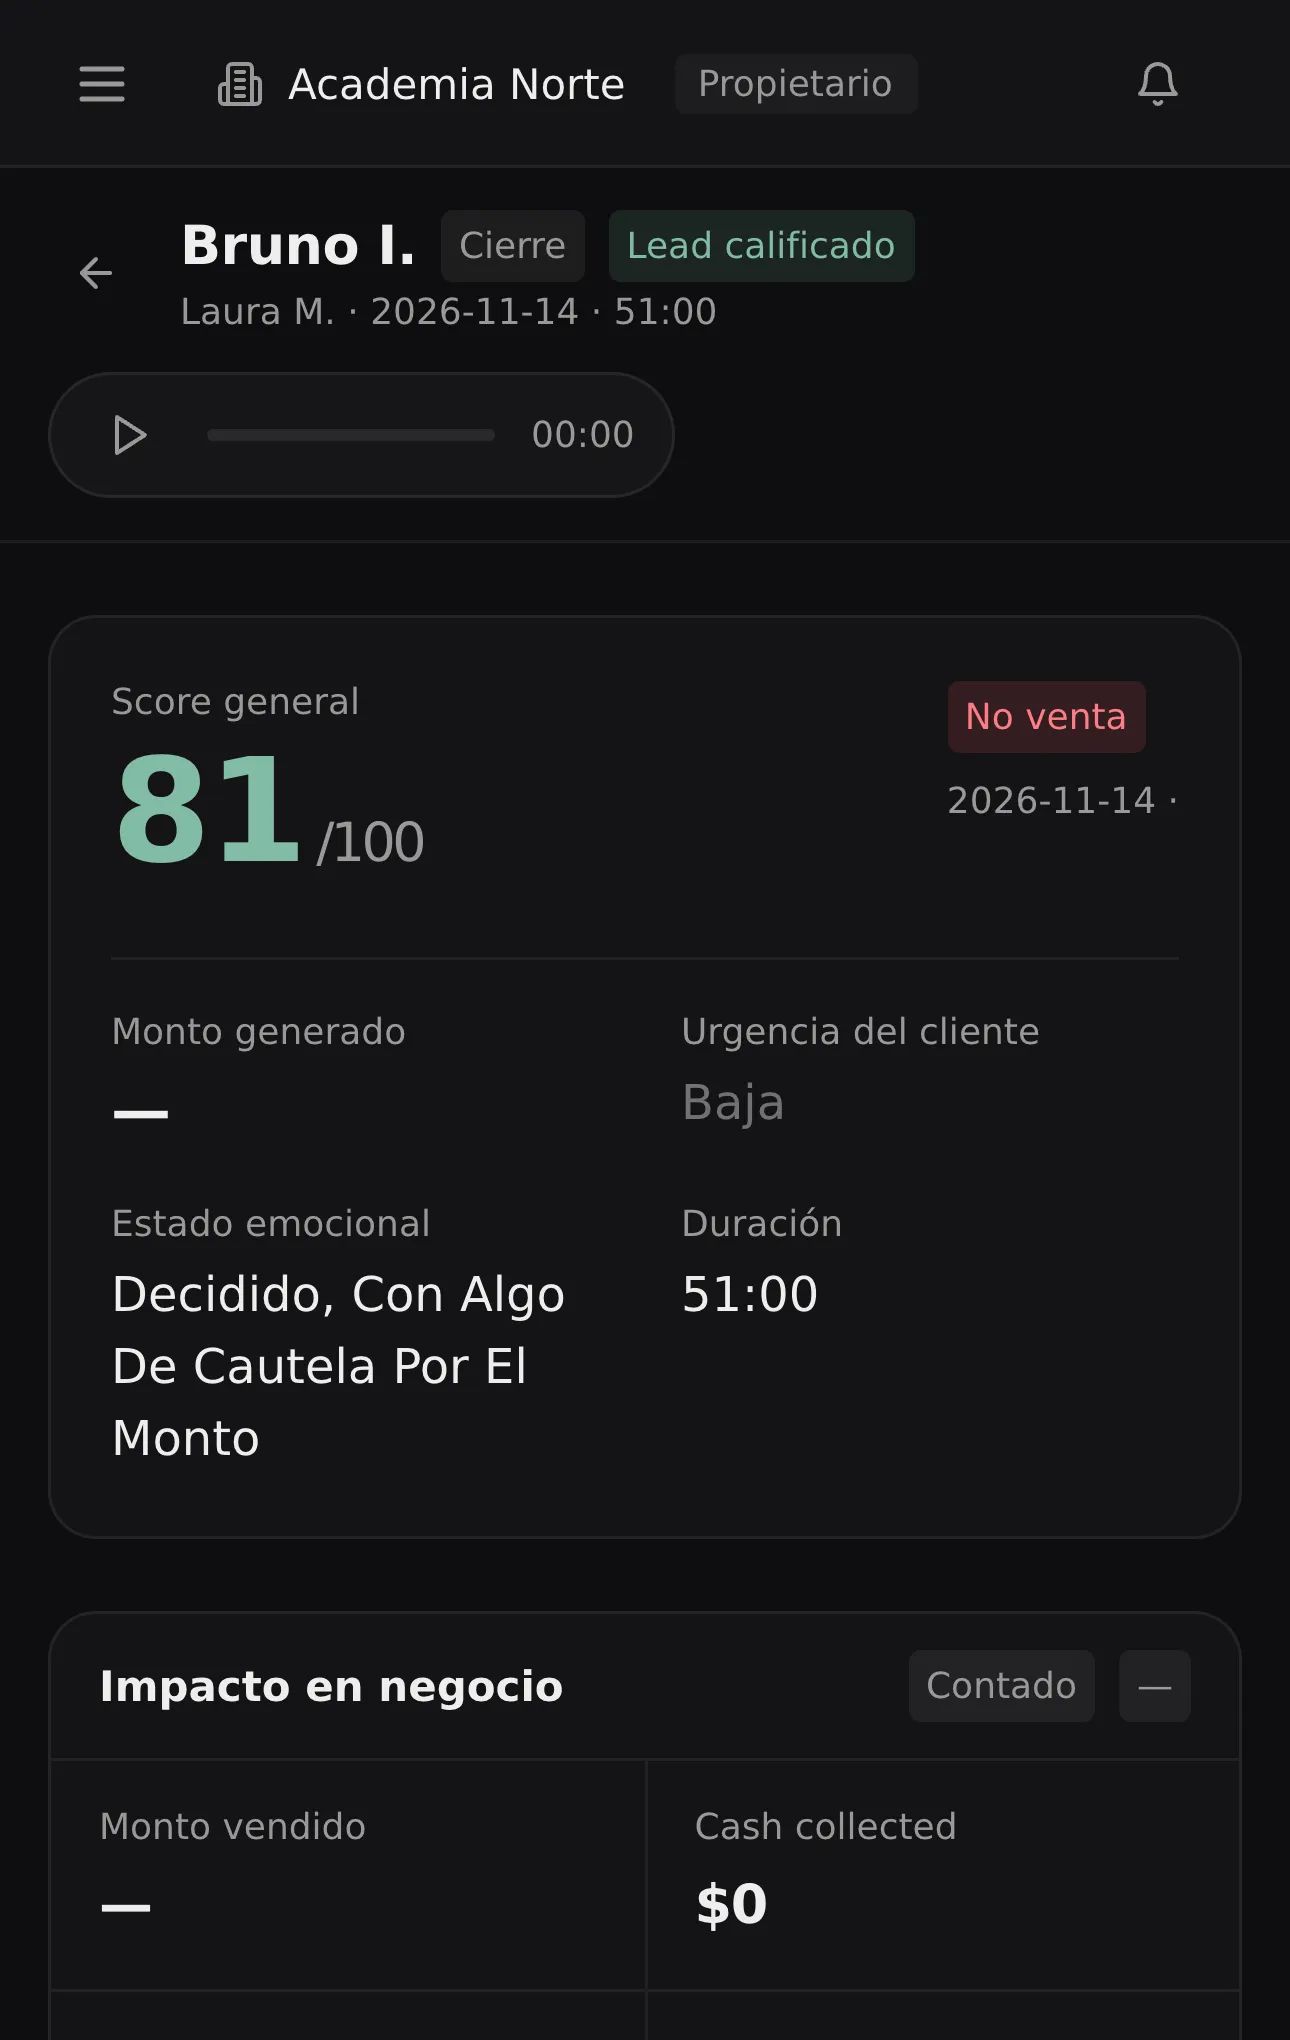 Academia Norte Propietario
Bruno I. Cierre Lead calificado
Laura M. · 2026-11-14 · 51:00
00:00
Score general
No venta
81 /100
2026-11-14 ·
Monto generado
—
Urgencia del cliente
Baja
Estado emocional
Decidido, Con Algo
De Cautela Por El
Monto
Duración
51:00
Impacto en negocio Contado —
Monto vendido
—
Cash collected
$0